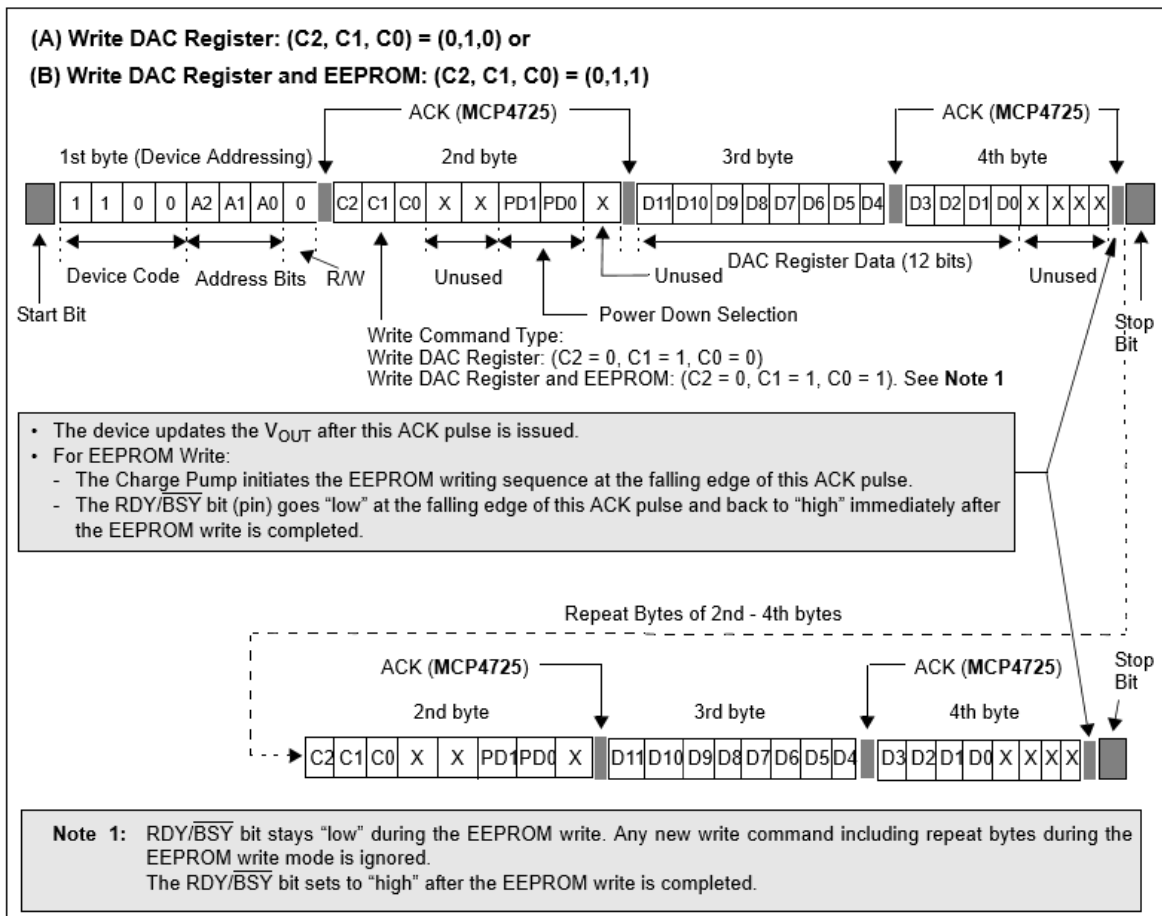 (A) Write DAC Register: (C2, C1, C0) = (0,1,0) or
(B) Write DAC Register and EEPROM: (C2, C1, C0) = (0,1,1)
ACK (MCP4725)
ACK (MCP4725)
1st byte (Device Addressing)
2nd byte
3rd byte
4th byte
1 1 0 0 A2 A1 A0 0 C2 C1 C0 X X PD1 PD0 X D11 D10 D9 D8 D7 D6 D5 D4 D3 D2 D1 D0 X X X X
Device Code
Address Bits
R/W
Unused
Unused
DAC Register Data (12 bits)
Unused
Start Bit
Power Down Selection
Stop
Bit
Write Command Type:
Write DAC Register: (C2 = 0, C1 = 1, C0 = 0)
Write DAC Register and EEPROM: (C2 = 0, C1 = 1, C0 = 1). See Note 1
• The device updates the VOUT after this ACK pulse is issued.
• For EEPROM Write:
- The Charge Pump initiates the EEPROM writing sequence at the falling edge of this ACK pulse.
- The RDY/BSY bit (pin) goes “low” at the falling edge of this ACK pulse and back to “high” immediately after
the EEPROM write is completed.
Repeat Bytes of 2nd - 4th bytes
ACK (MCP4725)
ACK (MCP4725)
Stop
Bit
2nd byte
3rd byte
4th byte
C2 C1 C0 X X PD1 PD0 X D11 D10 D9 D8 D7 D6 D5 D4 D3 D2 D1 D0 X X X X
Note 1: RDY/BSY bit stays “low” during the EEPROM write. Any new write command including repeat bytes during the
EEPROM write mode is ignored.
The RDY/BSY bit sets to “high” after the EEPROM write is completed.